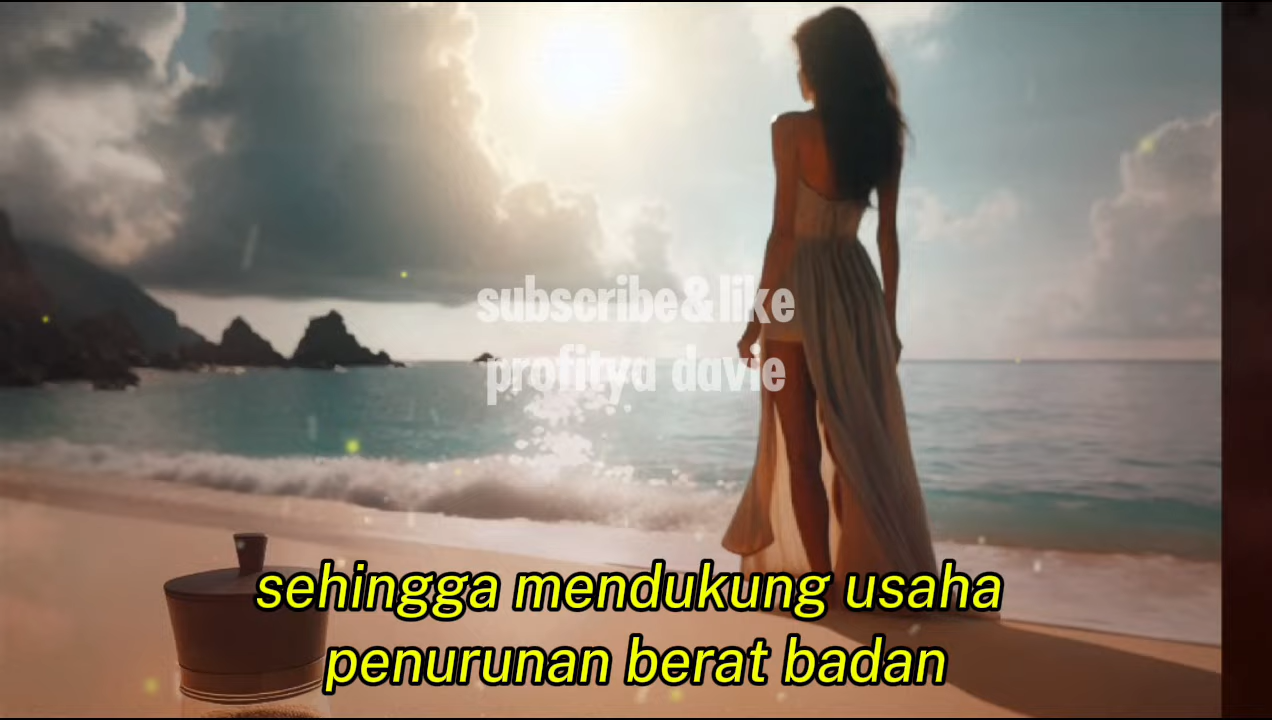 subscribe&like
profitya davie
sehingga mendukung usaha
penurunan berat badan